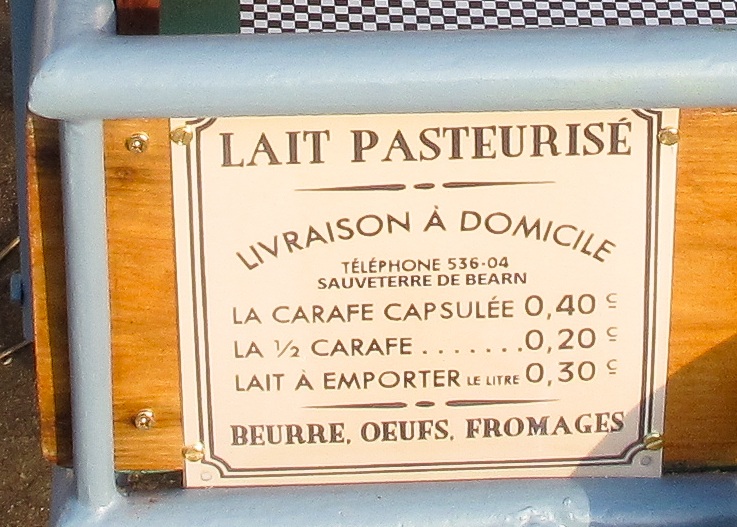 LAIT PASTEURISÉ
LIVRAISON À DOMICILE
TÉLÉPHONE 536-04
SAUVETERRE DE BEARN
LA CARAFE CAPSULÉE 0,40 c
LA ½ CARAFE ....... 0,20 c
LAIT À EMPORTER LE LITRE 0,30 c
BEURRE, OEUFS, FROMAGES